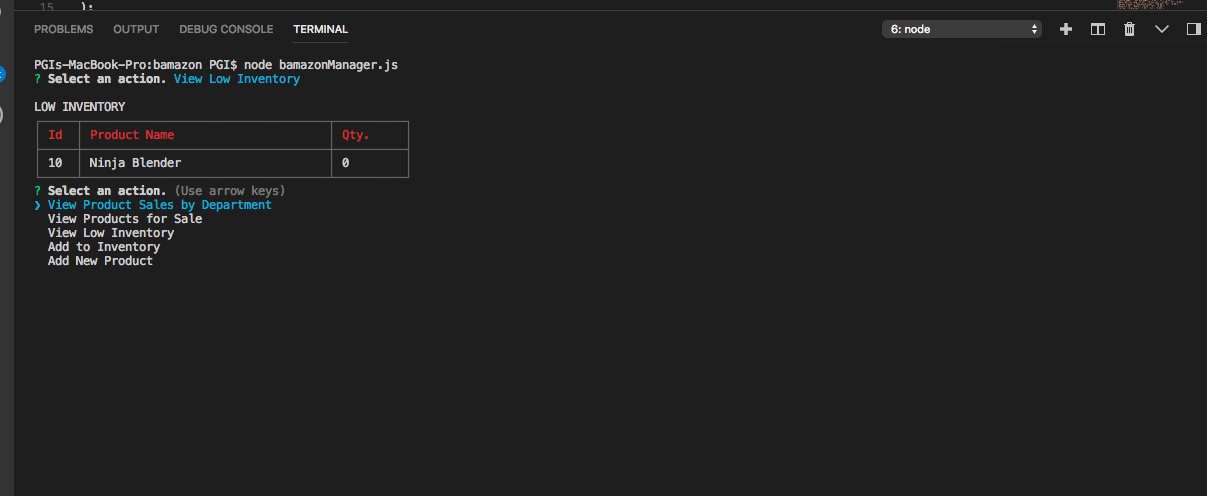 15 );
PROBLEMS OUTPUT DEBUG CONSOLE TERMINAL 6: node
PGIs-MacBook-Pro:bamazon PGI$ node bamazonManager.js
? Select an action. View Low Inventory
LOW INVENTORY
Id Product Name Qty.
10 Ninja Blender 0
? Select an action. (Use arrow keys)
❯ View Product Sales by Department
View Products for Sale
View Low Inventory
Add to Inventory
Add New Product